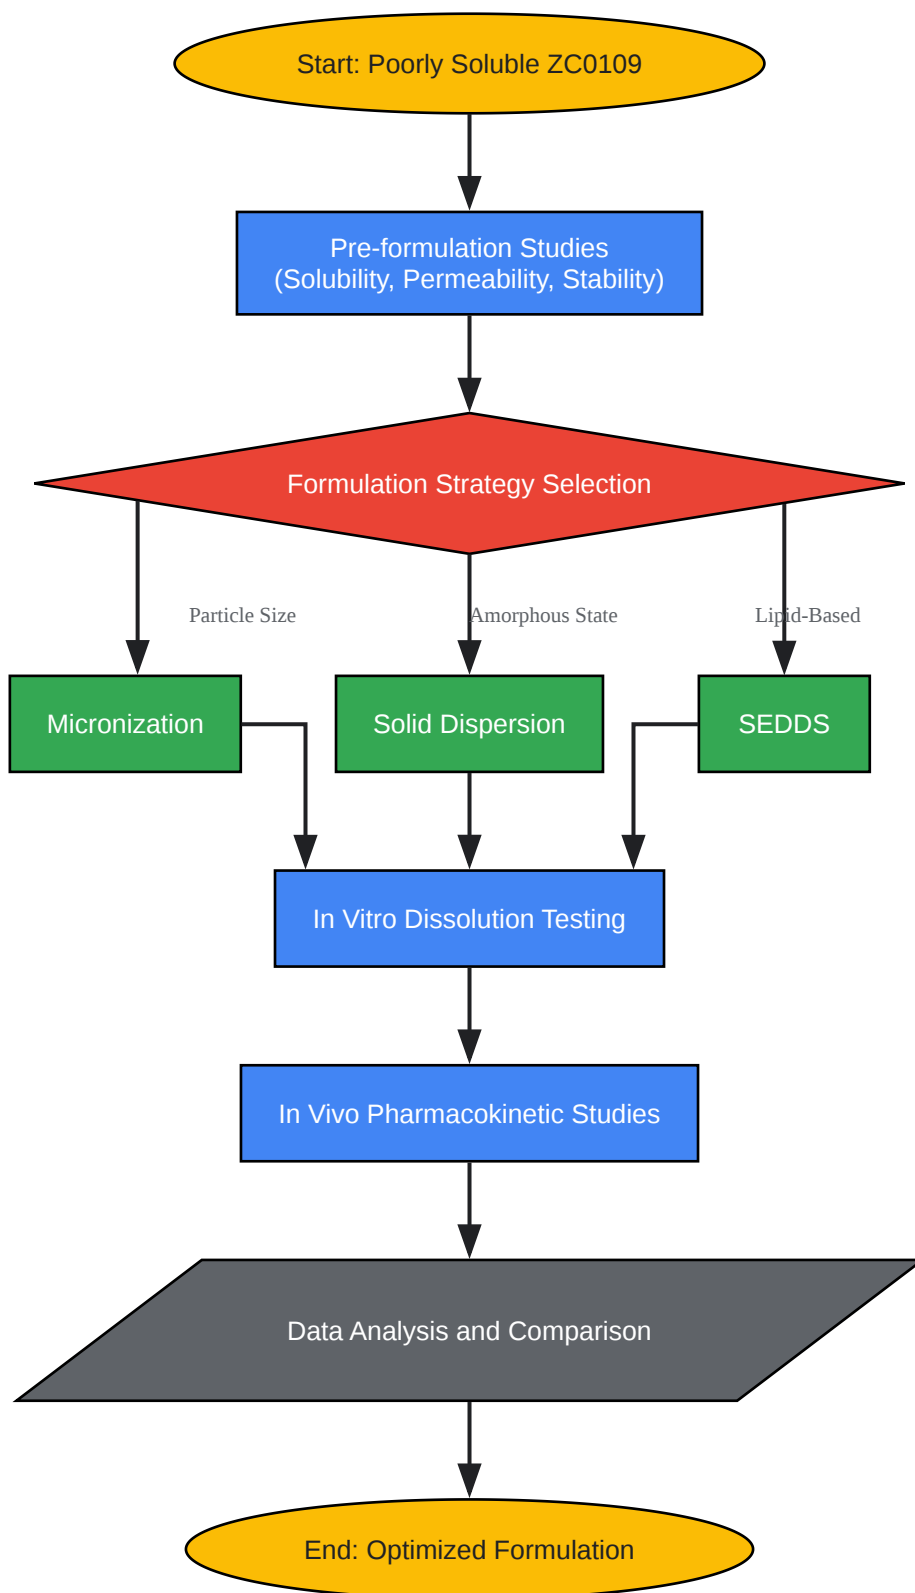 Start: Poorly Soluble ZC0109
Pre-formulation Studies
(Solubility, Permeability, Stability)
Formulation Strategy Selection
Particle Size
Amorphous State
Lipid-Based
Micronization
Solid Dispersion
SEDDS
In Vitro Dissolution Testing
In Vivo Pharmacokinetic Studies
Data Analysis and Comparison
End: Optimized Formulation